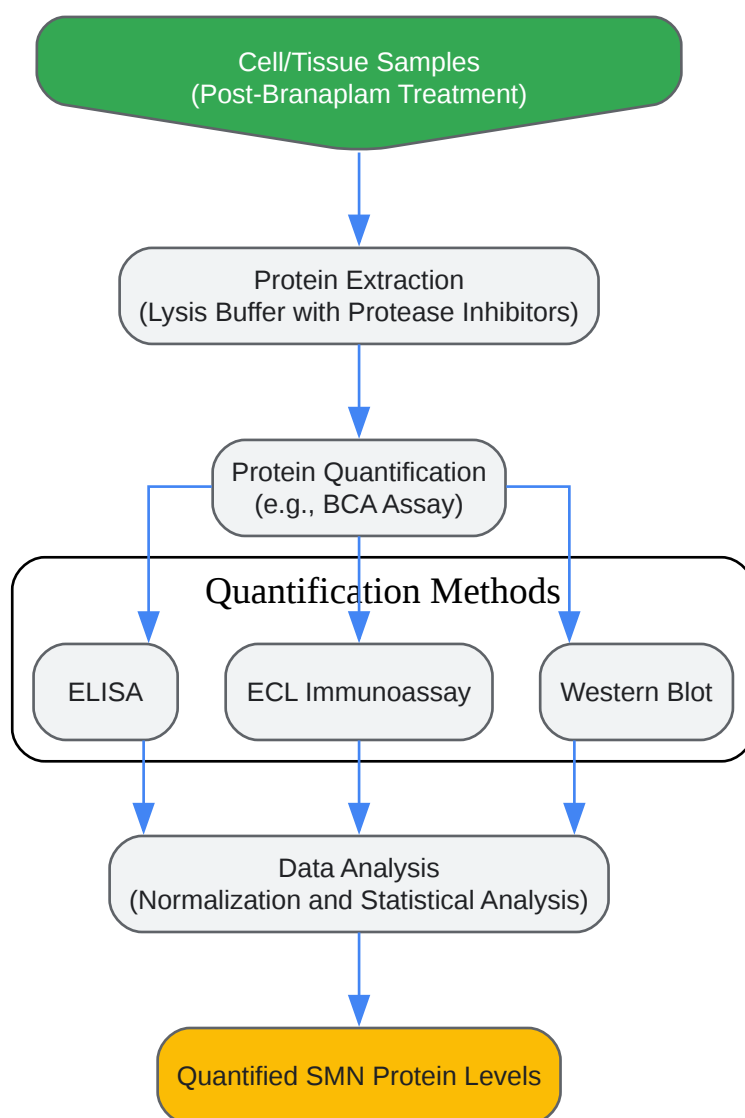 Cell/Tissue Samples
(Post-Branaplam Treatment)
Protein Extraction
(Lysis Buffer with Protease Inhibitors)
Protein Quantification
(e.g., BCA Assay)
Quantification Methods
ELISA
ECL Immunoassay
Western Blot
Data Analysis
(Normalization and Statistical Analysis)
Quantified SMN Protein Levels